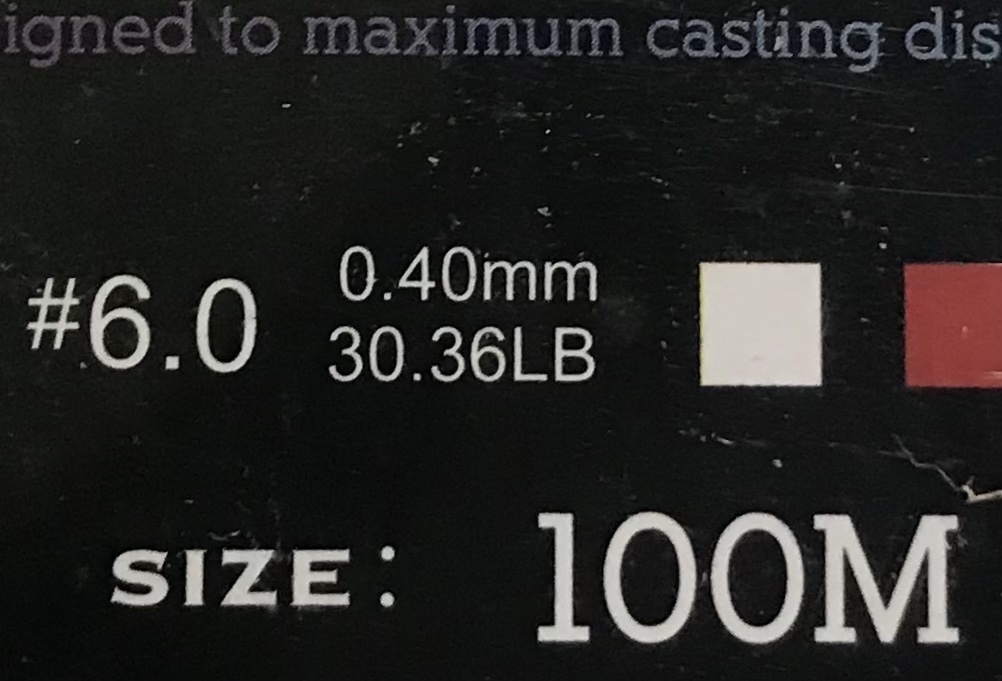 igned to maximum casting dis
#6.0 0.40mm
30.36LB
SIZE: 100M